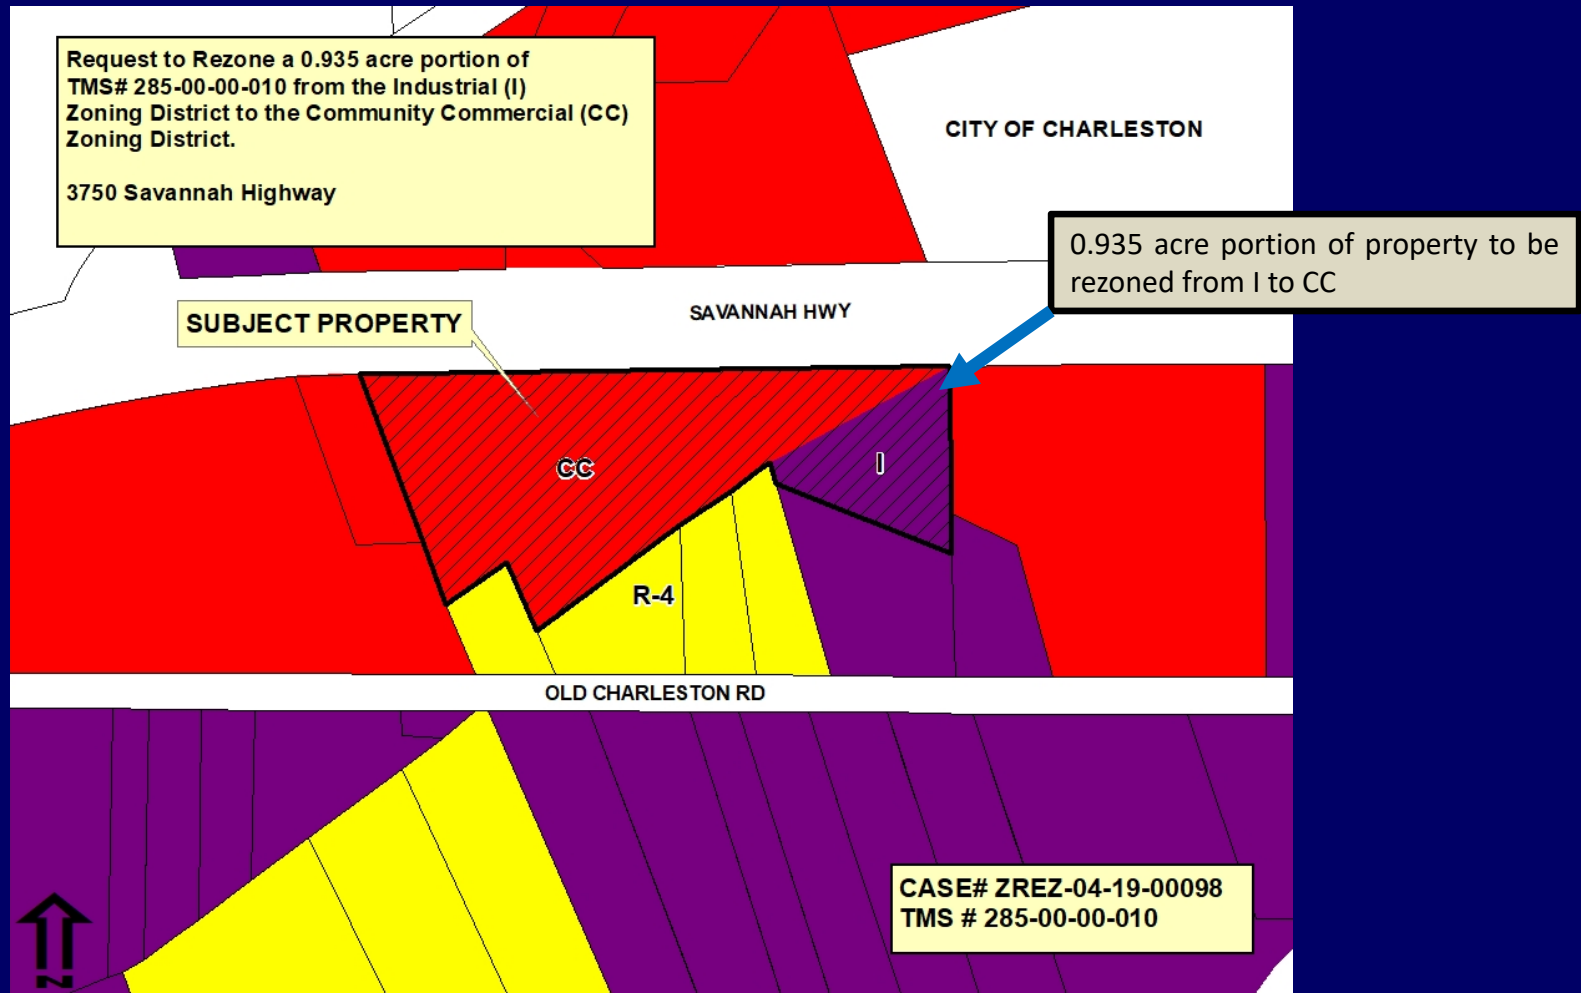 Request to Rezone a 0.935 acre portion of
TMS# 285-00-00-010 from the Industrial (I)
Zoning District to the Community Commercial (CC)
Zoning District.
3750 Savannah Highway
CITY OF CHARLESTON
0.935 acre portion of property to be
rezoned from I to CC
SAVANNAH HWY
SUBJECT PROPERTY
CC
I
R-4
OLD CHARLESTON RD
CASE# ZREZ-04-19-00098
TMS # 285-00-00-010
N